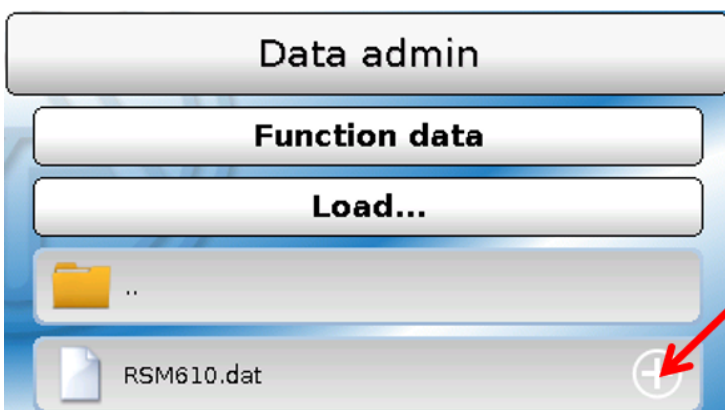 Data admin
Function data
Load...
..
RSM610.dat